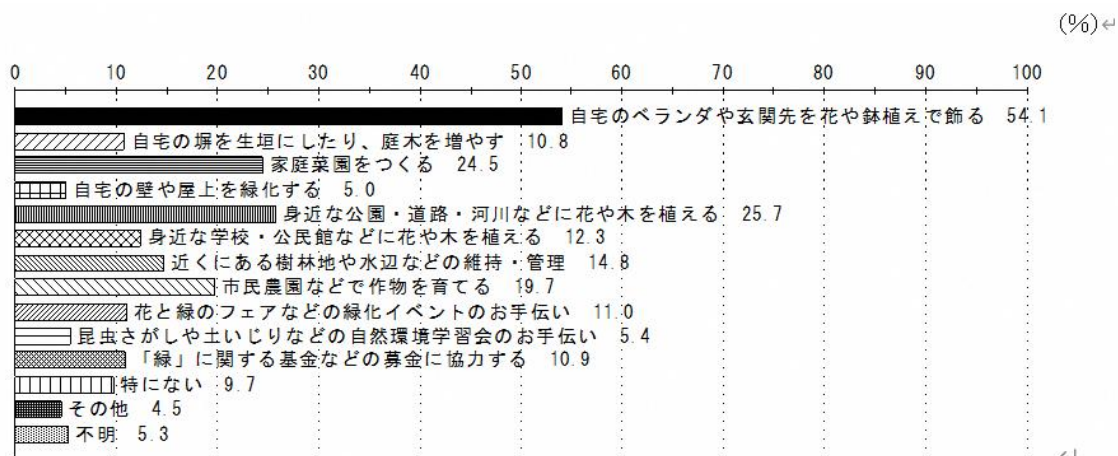 (%)
0 10 20 30 40 50 60 70 80 90 100
自宅のベランダや玄関先を花や鉢植えで飾る 54.1
自宅の塀を生垣にしたり、庭木を増やす 10.8
家庭菜園をつくる 24.5
自宅の壁や屋上を緑化する 5.0
身近な公園・道路・河川などに花や木を植える 25.7
身近な学校・公民館などに花や木を植える 12.3
近くにある樹林地や水辺などの維持・管理 14.8
市民農園などで作物を育てる 19.7
花と緑のフェアなどの緑化イベントのお手伝い 11.0
昆虫さがしや土いじりなどの自然環境学習会のお手伝い 5.4
「緑」に関する基金などの募金に協力する 10.9
特にない 9.7
その他 4.5
不明 5.3